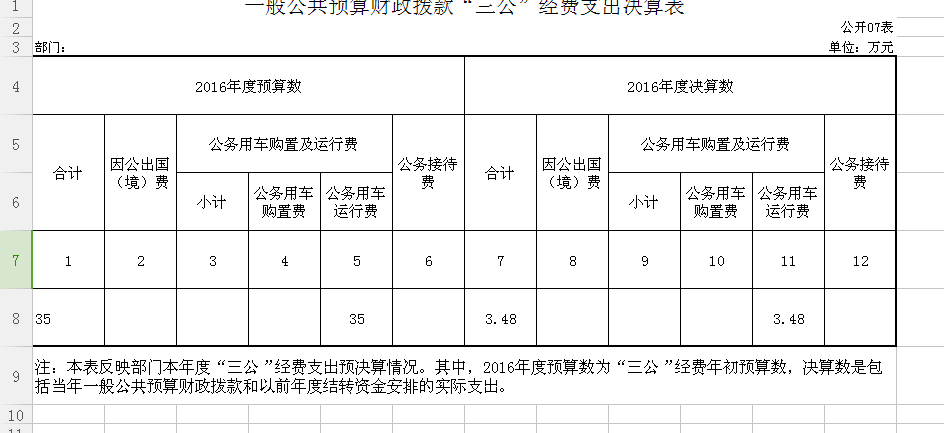 1
一般公共预算财政拨款“三公”经费支出决算表
2
公开07表
3
部门：
单位：万元
4
2016年度预算数
2016年度决算数
5
合计
因公出国
（境）费
公务用车购置及运行费
公务接待
费
合计
因公出国
（境）费
公务用车购置及运行费
公务接待
费
6
小计
公务用车
购置费
公务用车
运行费
小计
公务用车
购置费
公务用车
运行费
7
1 2 3 4 5 6 7 8 9 10 11 12
8
35 35 3.48 3.48
9
注：本表反映部门本年度“三公”经费支出预决算情况。其中，2016年度预算数为“三公”经费年初预算数，决算数是包
括当年一般公共预算财政拨款和以前年度结转资金安排的实际支出。
10
11